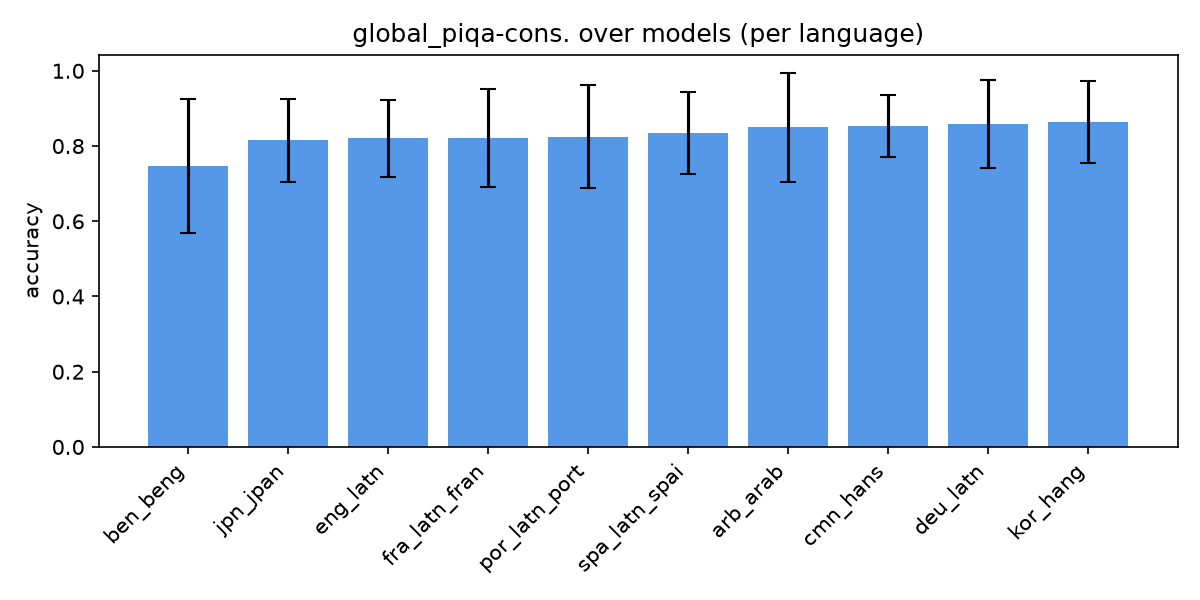 global_piqa-cons. over models (per language)
accuracy
1.0
0.8
0.6
0.4
0.2
0.0
ben_beng
jpn_jpan
eng_latn
fra_latn_fran
por_latn_port
spa_latn_spai
arb_arab
cmn_hans
deu_latn
kor_hang